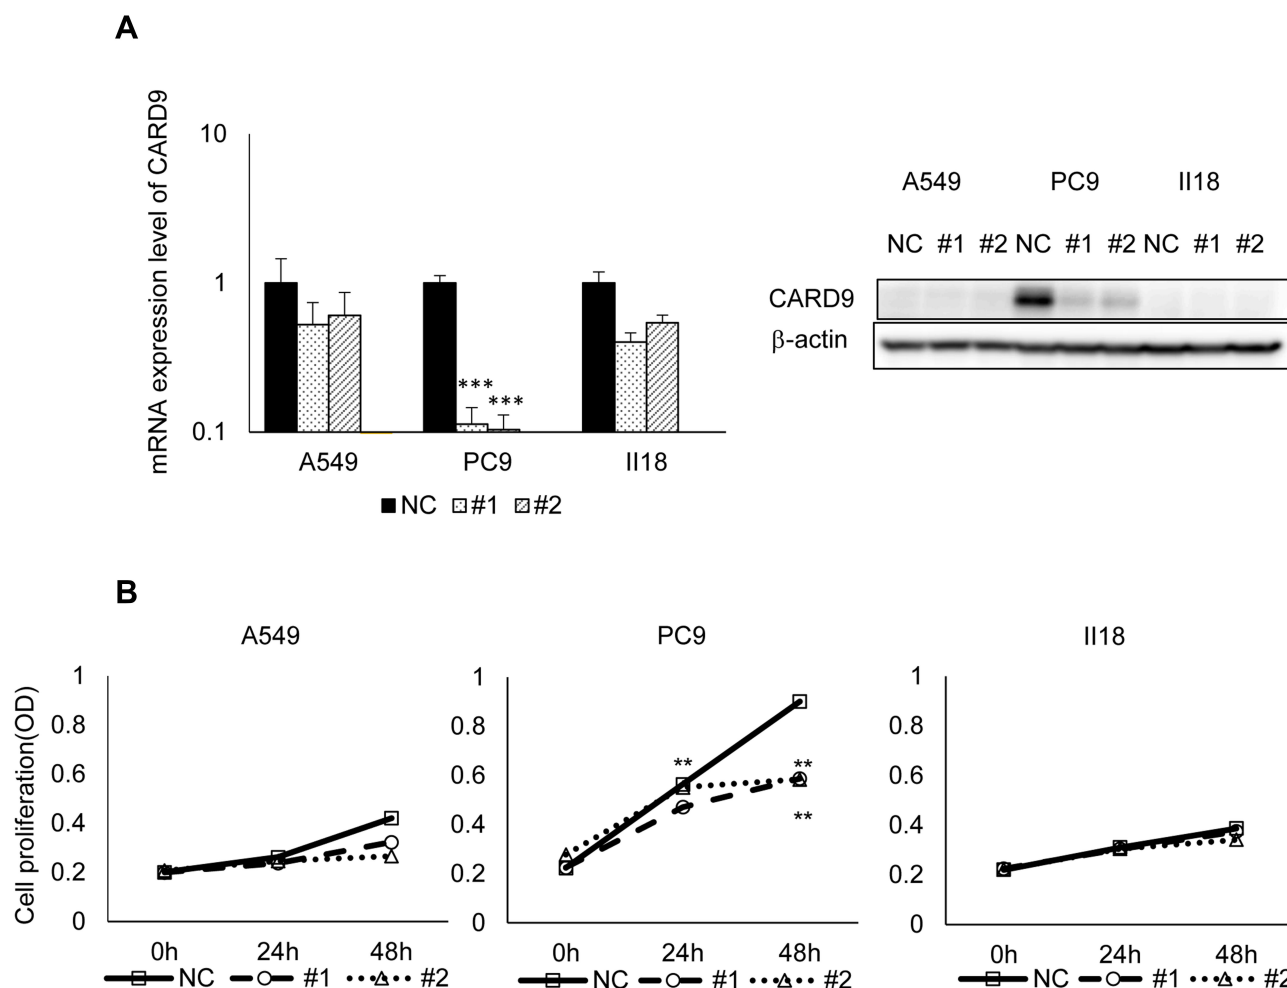 A
mRNA expression level of CARD9
10
1
0.1
***
***
A549 PC9 II18
NC #1 #2
A549 PC9 II18
NC #1 #2 NC #1 #2 NC #1 #2
CARD9
β-actin
B
Cell proliferation(OD)
A549
1
0.8
0.6
0.4
0.2
0
0h 24h 48h
NC #1 #2
PC9
1
0.8
0.6
0.4
0.2
0
**
**
**
0h 24h 48h
NC #1 #2
II18
1
0.8
0.6
0.4
0.2
0
0h 24h 48h
NC #1 #2